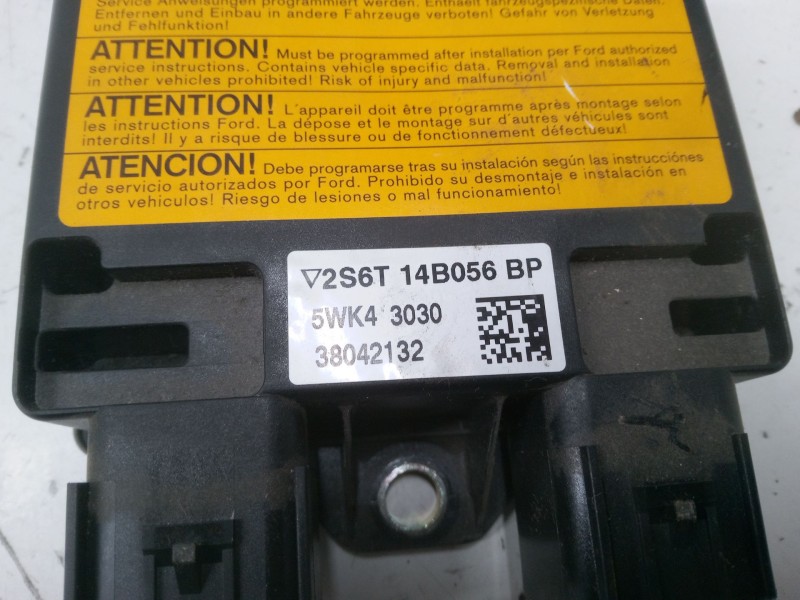 Service Anweisungen programmiert werden. Enthält fahrzeugspezifische Daten.
Entfernen und Einbau in andere Fahrzeuge verboten! Gefahr von Verletzung
und Fehlfunktion!
ATTENTION! Must be programmed after installation per Ford authorized
service instructions. Contains vehicle specific data. Removal and installation
in other vehicles prohibited! Risk of injury and malfunction!
ATTENTION! L'appareil doit être programme après montage selon
les instructions Ford. La dépose et le montage sur d'autres véhicules sont
interdits! Il y a risque de blessure ou de fonctionnement défectueux!
ATENCION! Debe programarse tras su instalación según las instrucciónes
de servicio autorizados por Ford. Prohibido su desmontaje e instalación en
otros vehiculos! Riesgo de lesiones o mal funcionamiento!
▽2S6T 14B056 BP
5WK4 3030
38042132